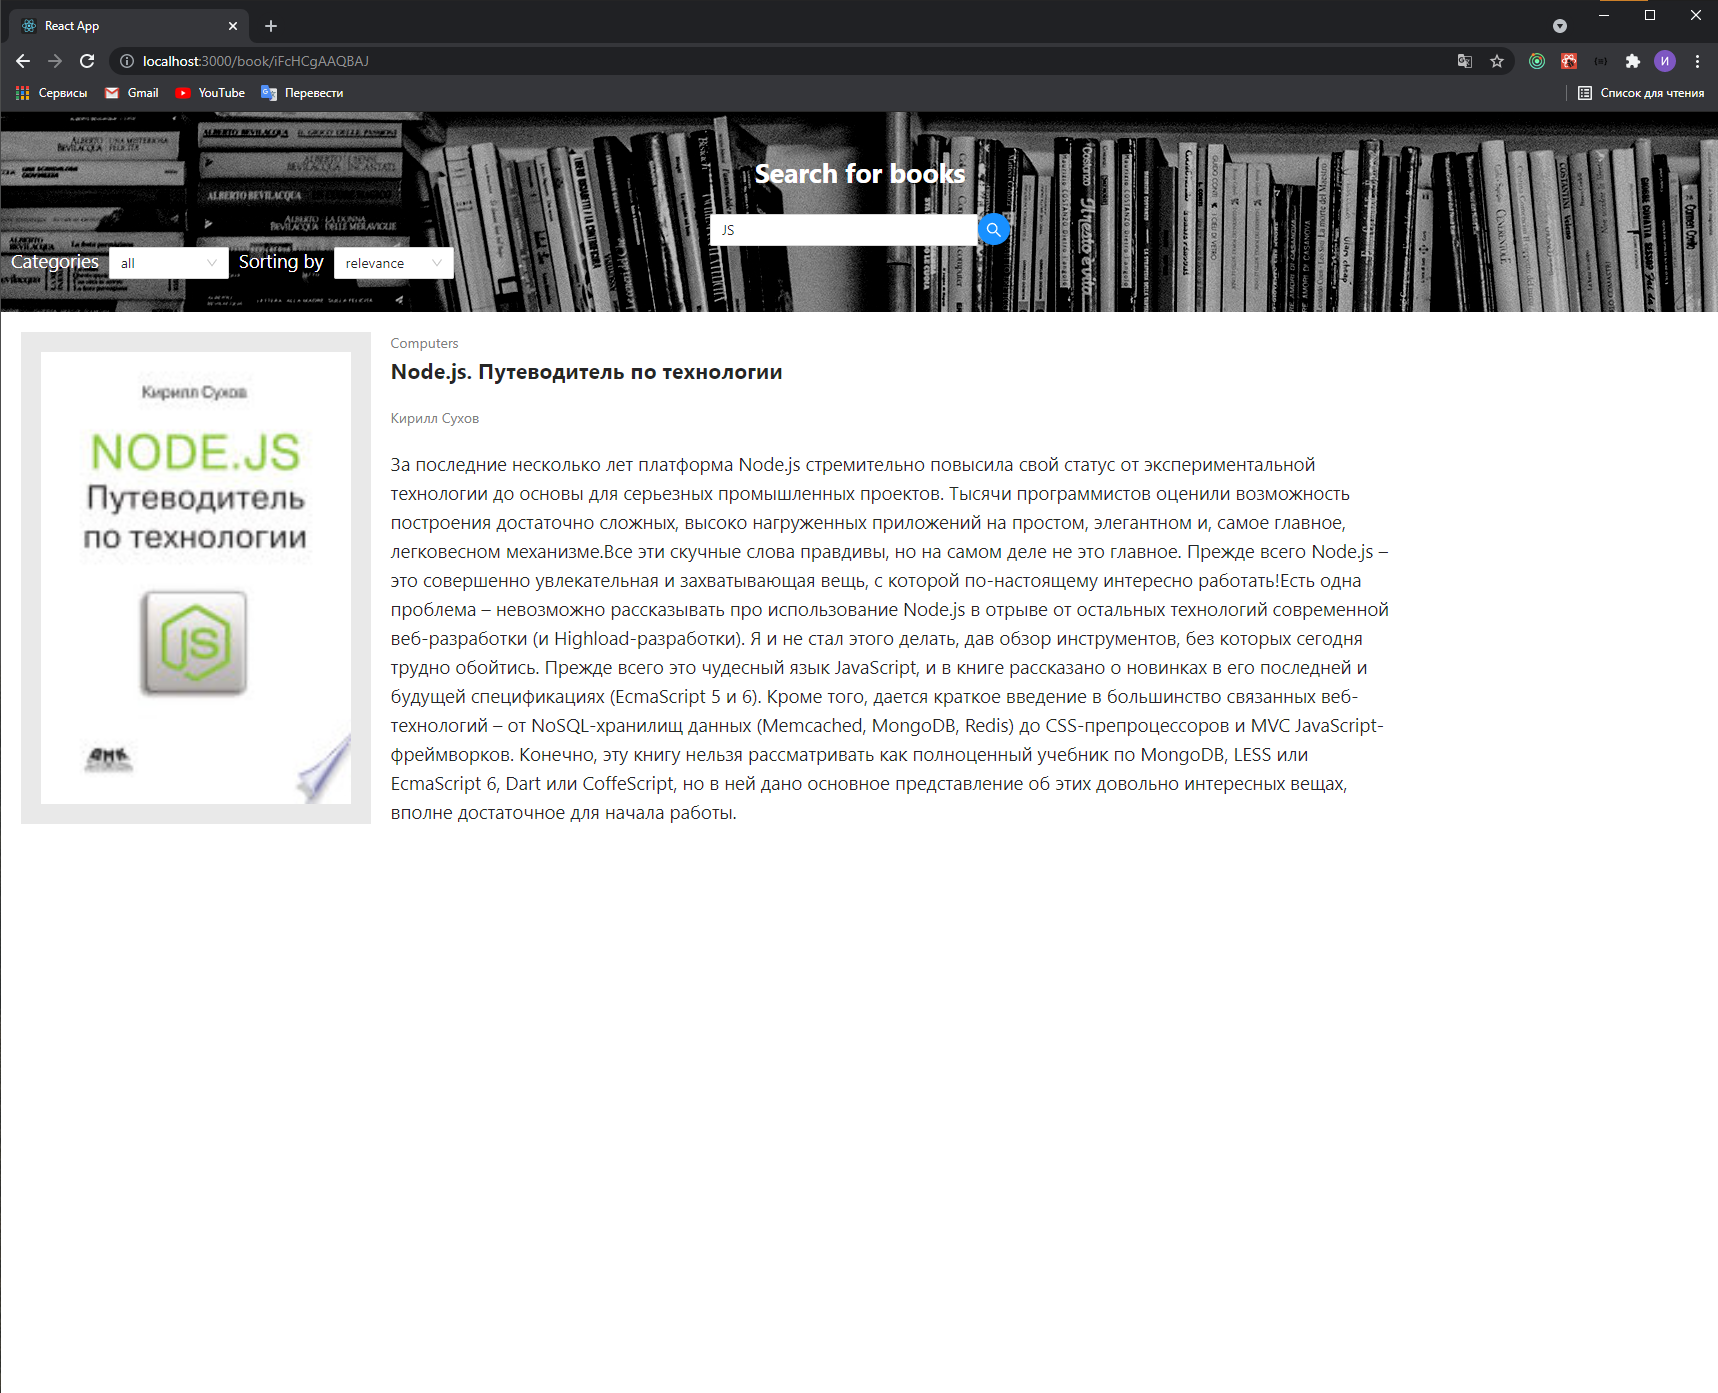 React App
localhost:3000/book/iFcHCgAAQBAJ
И
Сервисы
Gmail
YouTube
Перевести
Список для чтения
Search for books
JS
Categories
all
Sorting by
relevance
ALBERTO BEVILACQUA
ALBERTO BEVILACQUA
Кирилл Сухов
NODE.JS
Путеводитель
по технологии
JS
ДМК
Computers
Node.js. Путеводитель по технологии
Кирилл Сухов
За последние несколько лет платформа Node.js стремительно повысила свой статус от экспериментальной
технологии до основы для серьезных промышленных проектов. Тысячи программистов оценили возможность
построения достаточно сложных, высоко нагруженных приложений на простом, элегантном и, самое главное,
легковесном механизме.Все эти скучные слова правдивы, но на самом деле не это главное. Прежде всего Node.js –
это совершенно увлекательная и захватывающая вещь, с которой по-настоящему интересно работать!Есть одна
проблема – невозможно рассказывать про использование Node.js в отрыве от остальных технологий современной
веб-разработки (и Highload-разработки). Я и не стал этого делать, дав обзор инструментов, без которых сегодня
трудно обойтись. Прежде всего это чудесный язык JavaScript, и в книге рассказано о новинках в его последней и
будущей спецификациях (EcmaScript 5 и 6). Кроме того, дается краткое введение в большинство связанных веб-
технологий – от NoSQL-хранилищ данных (Memcached, MongoDB, Redis) до CSS-препроцессоров и MVC JavaScript-
фреймворков. Конечно, эту книгу нельзя рассматривать как полноценный учебник по MongoDB, LESS или
EcmaScript 6, Dart или CoffeScript, но в ней дано основное представление об этих довольно интересных вещах,
вполне достаточное для начала работы.